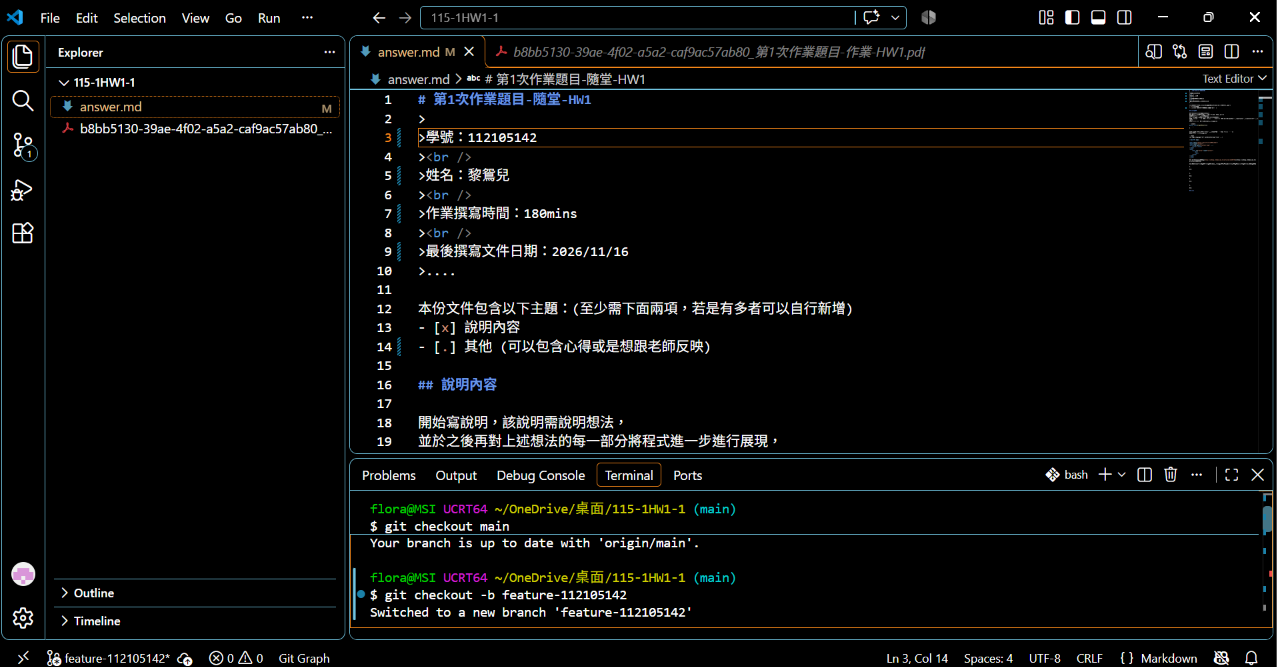 File Edit Selection View Go Run ··· 115-1HW1-1
Explorer ···
115-1HW1-1
answer.md M
b8bb5130-39ae-4f02-a5a2-caf9ac57ab80_...
Outline
Timeline
answer.md M b8bb5130-39ae-4f02-a5a2-caf9ac57ab80_第1次作業題目-作業-HW1.pdf
answer.md > abc # 第1次作業題目-隨堂-HW1 Text Editor
1 # 第1次作業題目-隨堂-HW1
2 >
3 >學號：112105142
4 ><br />
5 >姓名：黎鴛兒
6 ><br />
7 >作業撰寫時間：180mins
8 ><br />
9 >最後撰寫文件日期：2026/11/16
10 >....
11
12 本份文件包含以下主題：(至少需下面兩項，若是有多者可以自行新增)
13 - [x] 說明內容
14 - [.] 其他 (可以包含心得或是想跟老師反映)
15
16 ## 說明內容
17
18 開始寫說明，該說明需說明想法，
19 並於之後再對上述想法的每一部分將程式進一步進行展現，
Problems Output Debug Console Terminal Ports bash
flora@MSI UCRT64 ~/OneDrive/桌面/115-1HW1-1 (main)
$ git checkout main
Your branch is up to date with 'origin/main'.
flora@MSI UCRT64 ~/OneDrive/桌面/115-1HW1-1 (main)
$ git checkout -b feature-112105142
Switched to a new branch 'feature-112105142'
feature-112105142* 0 0 Git Graph Ln 3, Col 14 Spaces: 4 UTF-8 CRLF {} Markdown